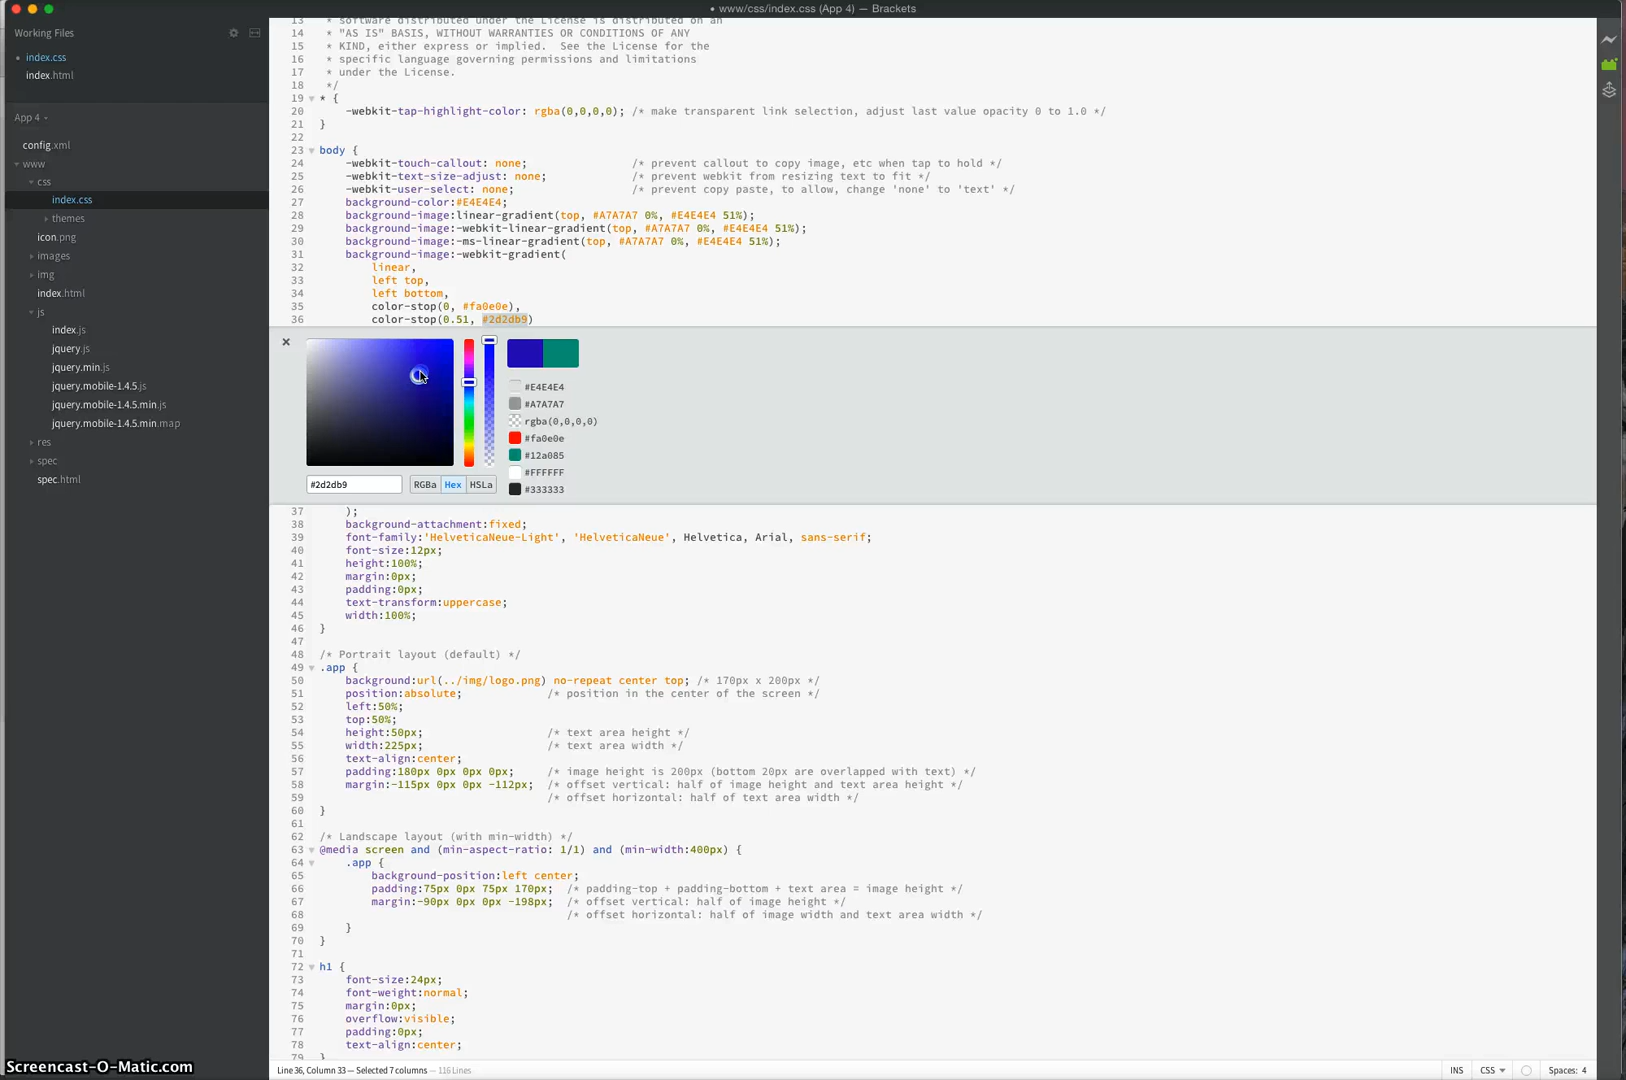 • www/css/index.css (App 4) — Brackets
Working Files
• index.css
index.html
App 4
config.xml
www
css
index.css
themes
icon.png
images
img
index.html
js
index.js
jquery.js
jquery.min.js
jquery.mobile-1.4.5.js
jquery.mobile-1.4.5.min.js
jquery.mobile-1.4.5.min.map
res
spec
spec.html
13 * software distributed under the License is distributed on an
14 * "AS IS" BASIS, WITHOUT WARRANTIES OR CONDITIONS OF ANY
15 * KIND, either express or implied.  See the License for the
16 * specific language governing permissions and limitations
17 * under the License.
18 */
19 * {
20 -webkit-tap-highlight-color: rgba(0,0,0,0); /* make transparent link selection, adjust last value opacity 0 to 1.0 */
21 }
22
23 body {
24 -webkit-touch-callout: none; /* prevent callout to copy image, etc when tap to hold */
25 -webkit-text-size-adjust: none; /* prevent webkit from resizing text to fit */
26 -webkit-user-select: none; /* prevent copy paste, to allow, change 'none' to 'text' */
27 background-color:#E4E4E4;
28 background-image:linear-gradient(top, #A7A7A7 0%, #E4E4E4 51%);
29 background-image:-webkit-linear-gradient(top, #A7A7A7 0%, #E4E4E4 51%);
30 background-image:-ms-linear-gradient(top, #A7A7A7 0%, #E4E4E4 51%);
31 background-image:-webkit-gradient(
32 linear,
33 left top,
34 left bottom,
35 color-stop(0, #fa0e0e),
36 color-stop(0.51, #2d2db9)
#E4E4E4
#A7A7A7
rgba(0,0,0,0)
#fa0e0e
#12a085
#FFFFFF
#333333
#2d2db9 RGBa Hex HSLa
37 );
38 background-attachment:fixed;
39 font-family:'HelveticaNeue-Light', 'HelveticaNeue', Helvetica, Arial, sans-serif;
40 font-size:12px;
41 height:100%;
42 margin:0px;
43 padding:0px;
44 text-transform:uppercase;
45 width:100%;
46 }
47
48 /* Portrait layout (default) */
49 .app {
50 background:url(../img/logo.png) no-repeat center top; /* 170px x 200px */
51 position:absolute; /* position in the center of the screen */
52 left:50%;
53 top:50%;
54 height:50px; /* text area height */
55 width:225px; /* text area width */
56 text-align:center;
57 padding:180px 0px 0px 0px; /* image height is 200px (bottom 20px are overlapped with text) */
58 margin:-115px 0px 0px -112px; /* offset vertical: half of image height and text area height */
59 /* offset horizontal: half of text area width */
60 }
61
62 /* Landscape layout (with min-width) */
63 @media screen and (min-aspect-ratio: 1/1) and (min-width:400px) {
64 .app {
65 background-position:left center;
66 padding:75px 0px 75px 170px; /* padding-top + padding-bottom + text area = image height */
67 margin:-90px 0px 0px -198px; /* offset vertical: half of image height */
68 /* offset horizontal: half of image width and text area width */
69 }
70 }
71
72 h1 {
73 font-size:24px;
74 font-weight:normal;
75 margin:0px;
76 overflow:visible;
77 padding:0px;
78 text-align:center;
79 }
Screencast-O-Matic.com
Line 36, Column 33 — Selected 7 columns — 116 Lines
INS CSS Spaces: 4